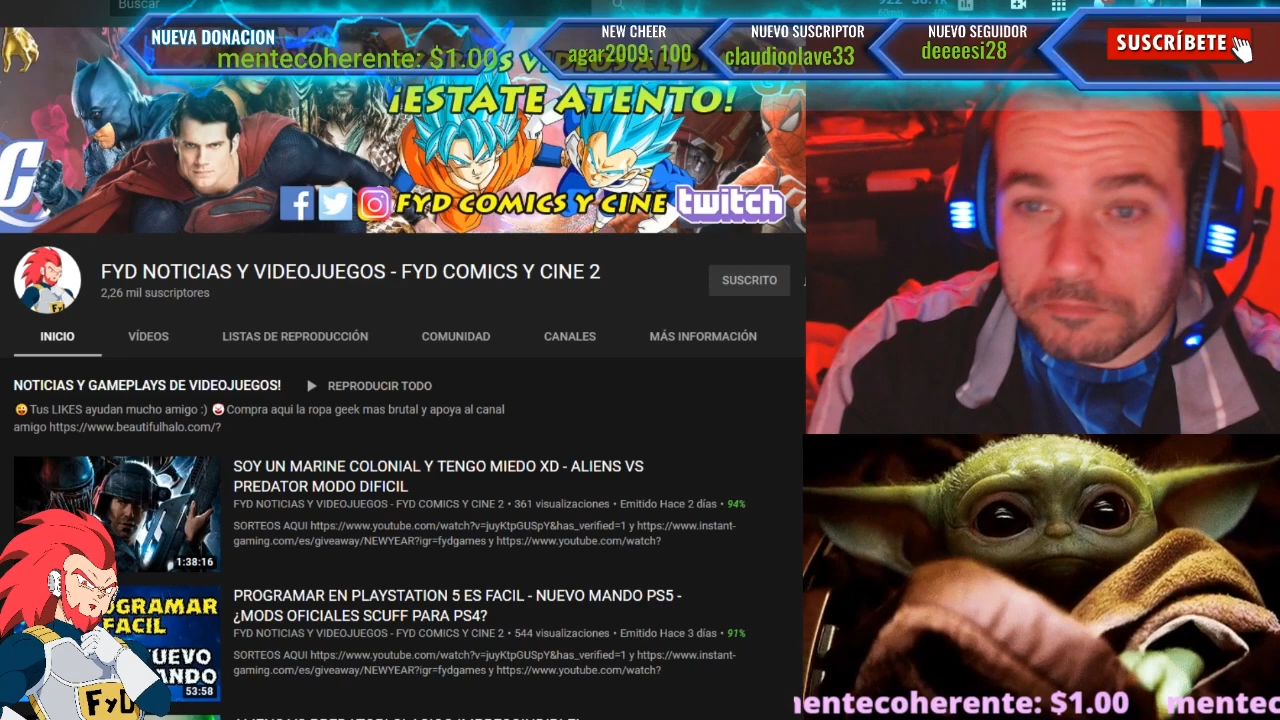 Buscar
NUEVA DONACION
mentecoherente: $1.00
NEW CHEER
agar2009: 100
NUEVO SUSCRIPTOR
claudioolave33
NUEVO SEGUIDOR
deeeesi28
SUSCRÍBETE
¡ESTATE ATENTO!
FYD COMICS Y CINE twitch
FYD NOTICIAS Y VIDEOJUEGOS - FYD COMICS Y CINE 2
2,26 mil suscriptores
SUSCRITO
INICIO VÍDEOS LISTAS DE REPRODUCCIÓN COMUNIDAD CANALES MÁS INFORMACIÓN
NOTICIAS Y GAMEPLAYS DE VIDEOJUEGOS! REPRODUCIR TODO
Tus LIKES ayudan mucho amigo :) Compra aqui la ropa geek mas brutal y apoya al canal
amigo https://www.beautifulhalo.com/?
SOY UN MARINE COLONIAL Y TENGO MIEDO XD - ALIENS VS
PREDATOR MODO DIFICIL
FYD NOTICIAS Y VIDEOJUEGOS - FYD COMICS Y CINE 2 • 361 visualizaciones • Emitido Hace 2 días • 94%
SORTEOS AQUI https://www.youtube.com/watch?v=juyKtpGUSpY&has_verified=1 y https://www.instant-
gaming.com/es/giveaway/NEWYEAR?igr=fydgames y https://www.youtube.com/watch?
1:38:16
PROGRAMAR EN PLAYSTATION 5 ES FACIL - NUEVO MANDO PS5 -
¿MODS OFICIALES SCUFF PARA PS4?
FYD NOTICIAS Y VIDEOJUEGOS - FYD COMICS Y CINE 2 • 544 visualizaciones • Emitido Hace 3 días • 91%
SORTEOS AQUI https://www.youtube.com/watch?v=juyKtpGUSpY&has_verified=1 y https://www.instant-
gaming.com/es/giveaway/NEWYEAR?igr=fydgames y https://www.youtube.com/watch?
OGRAMAR
FACIL
UEVO
ANDO
53:58
FyD
mentecoherente: $1.00 mentec